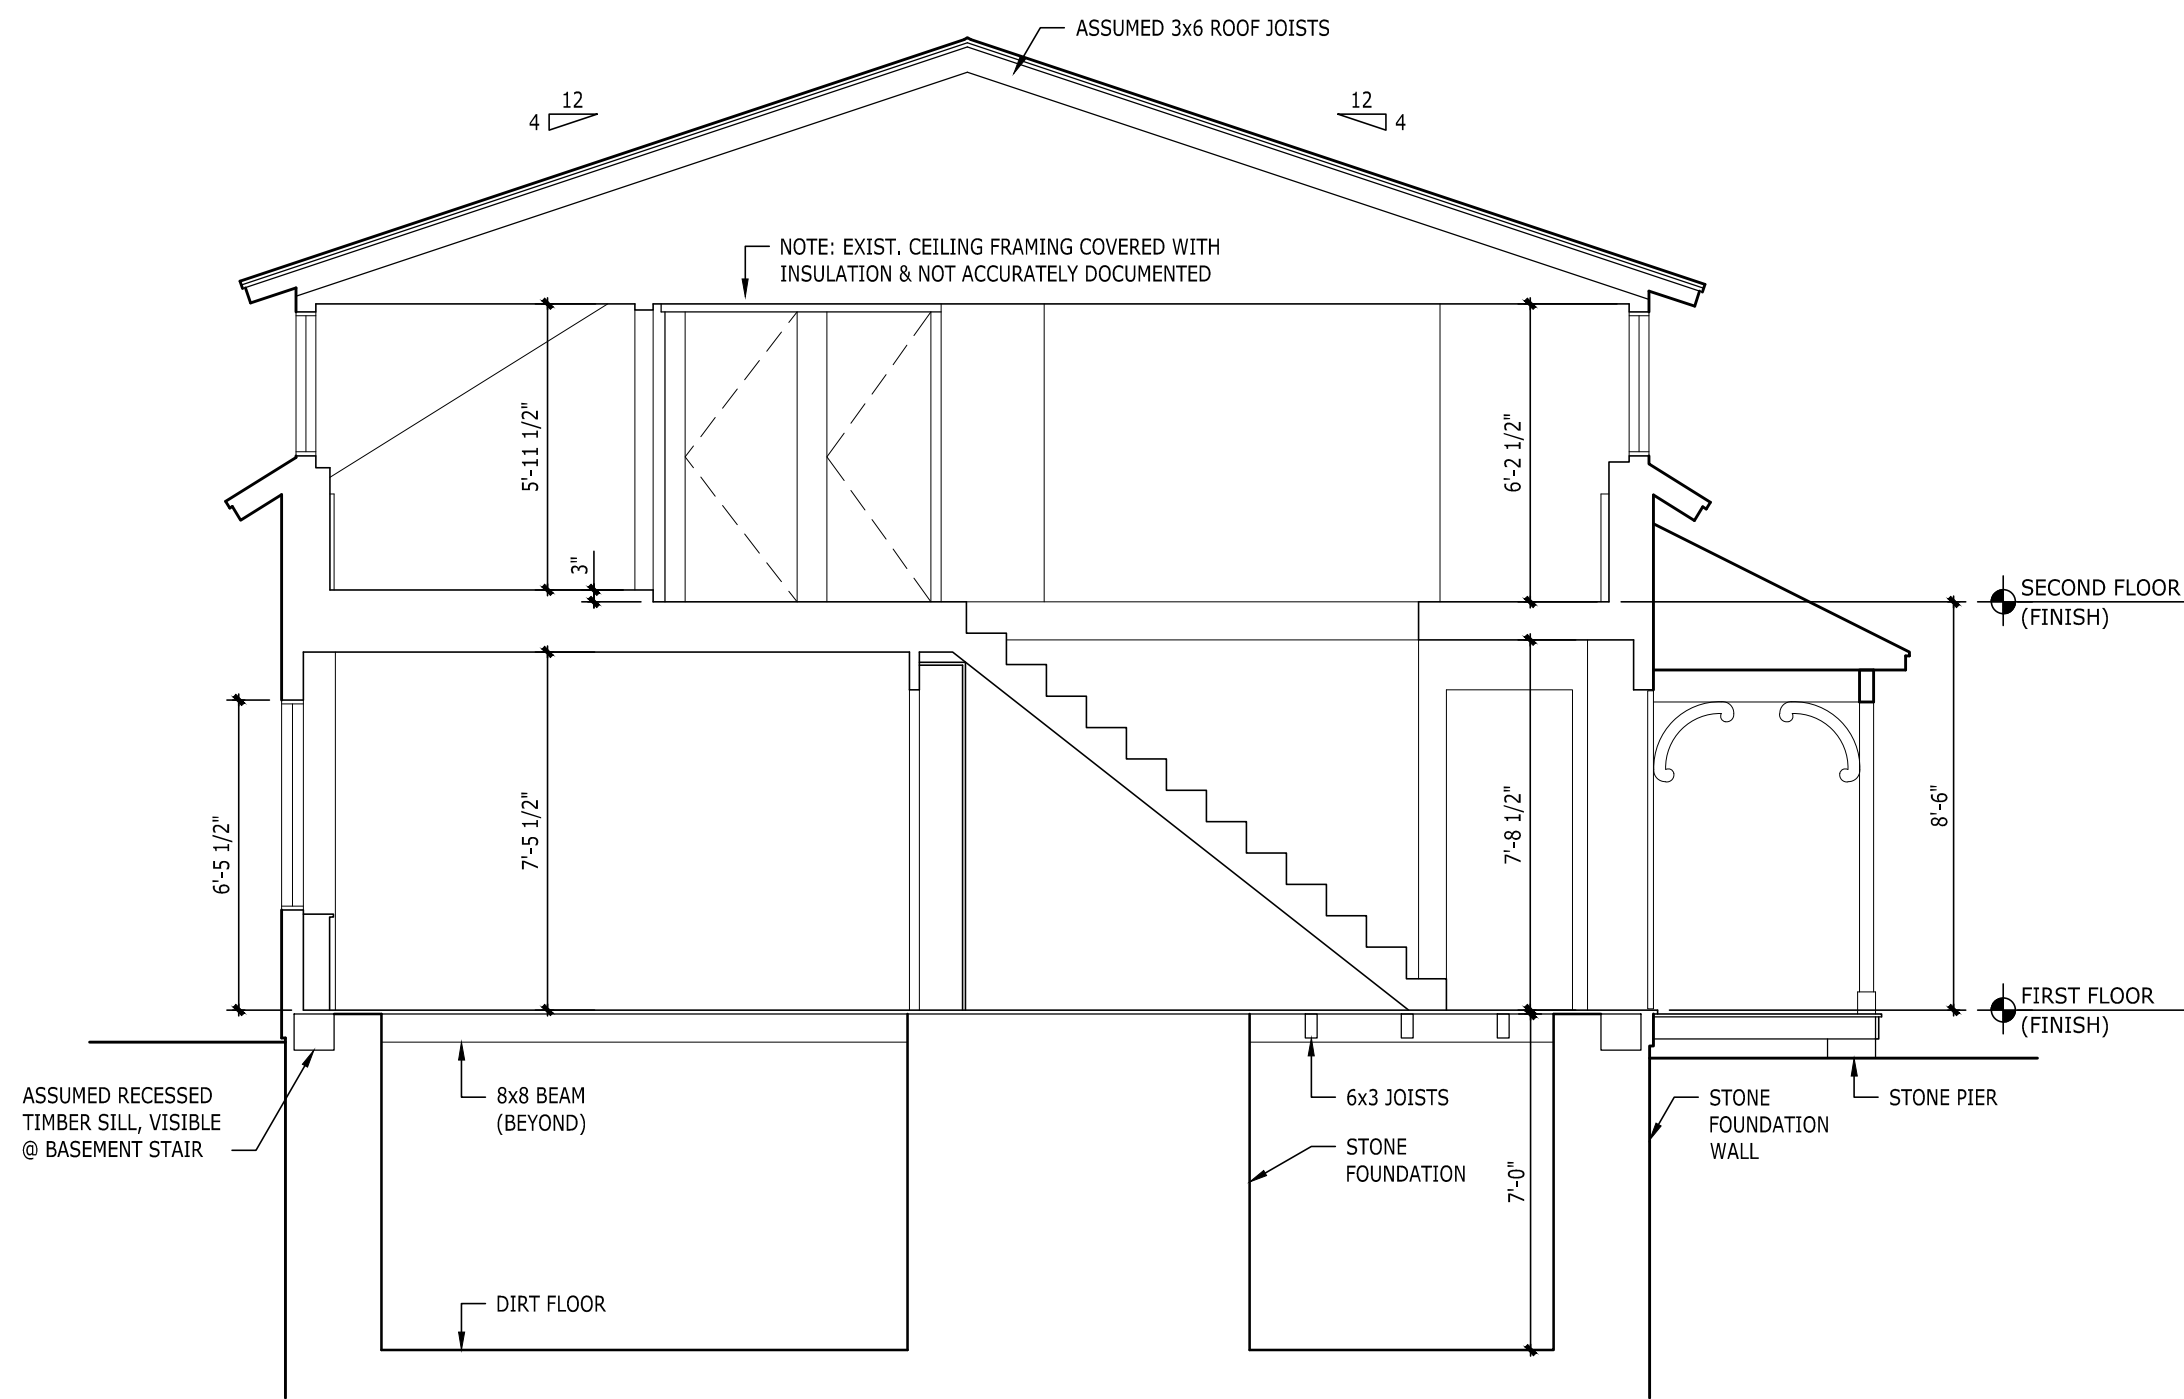 ASSUMED 3x6 ROOF JOISTS
12
4
12
4
NOTE: EXIST. CEILING FRAMING COVERED WITH
INSULATION & NOT ACCURATELY DOCUMENTED
5'-11 1/2"
6'-2 1/2"
3"
SECOND FLOOR
(FINISH)
6'-5 1/2"
7'-5 1/2"
7'-8 1/2"
8'-6"
FIRST FLOOR
(FINISH)
ASSUMED RECESSED
TIMBER SILL, VISIBLE
@ BASEMENT STAIR
8x8 BEAM
(BEYOND)
6x3 JOISTS
STONE
FOUNDATION
7'-0"
STONE
FOUNDATION
WALL
STONE PIER
DIRT FLOOR